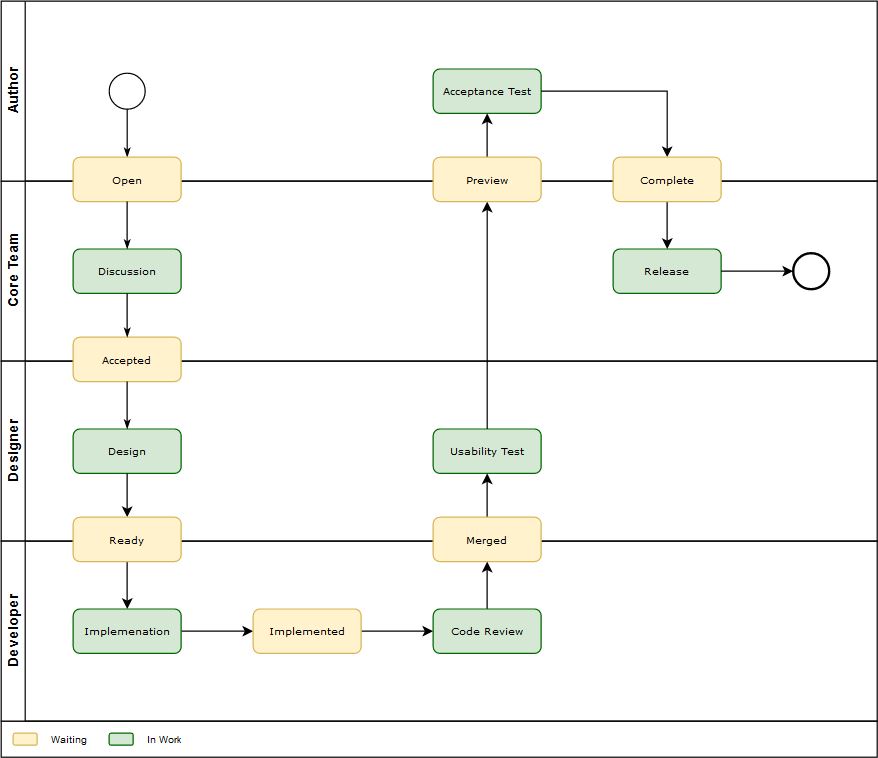 Author
Acceptance Test
Open
Preview
Complete
Core Team
Discussion
Release
Accepted
Designer
Design
Usability Test
Ready
Merged
Developer
Implemenation
Implemented
Code Review
Waiting
In Work